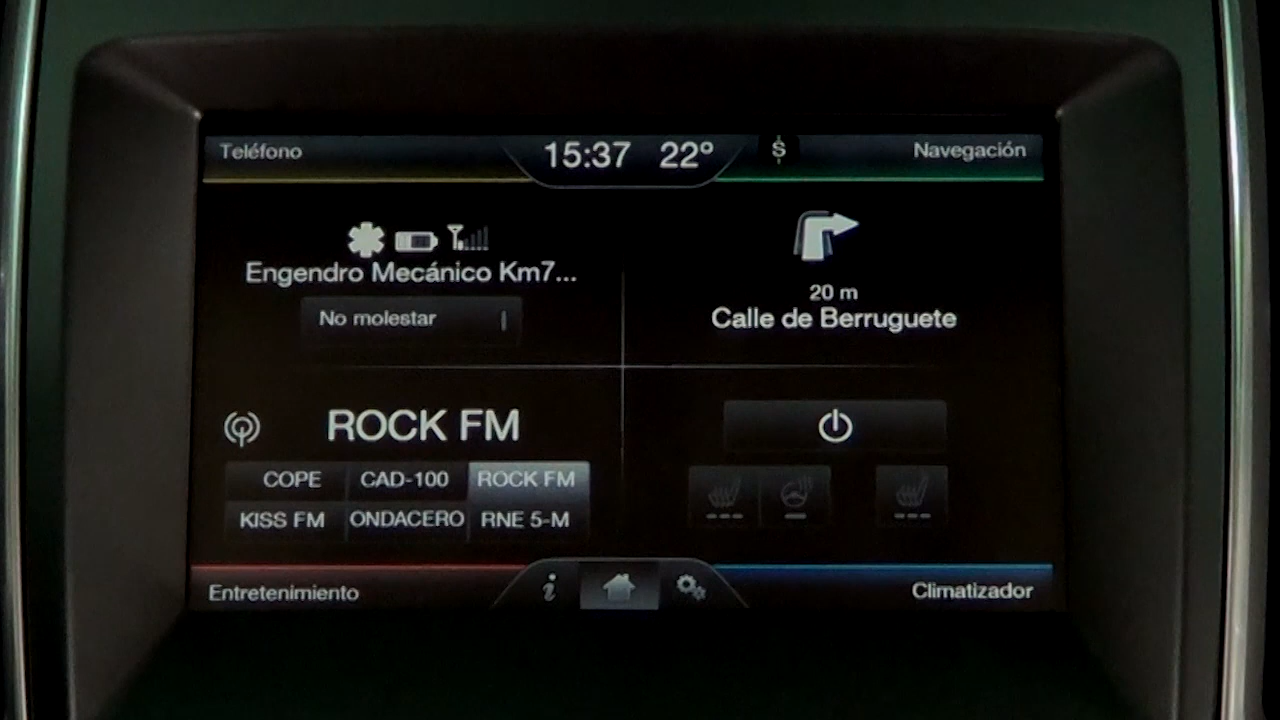 Teléfono
15:37 22°
S
Navegación
Engendro Mecánico Km7...
No molestar
20 m
Calle de Berruguete
ROCK FM
COPE CAD-100 ROCK FM
KISS FM ONDACERO RNE 5-M
Entretenimiento
i
Climatizador